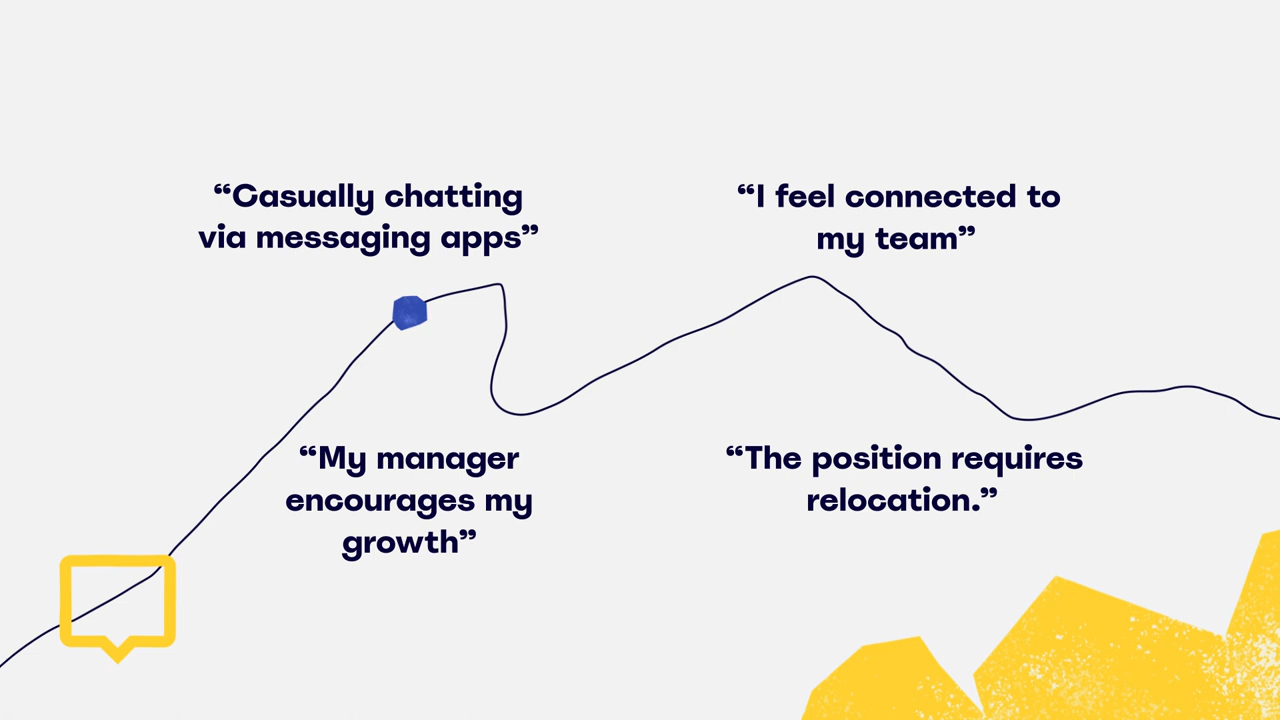 “Casually chatting
via messaging apps”
“I feel connected to
my team”
“My manager
encourages my
growth”
“The position requires
relocation.”